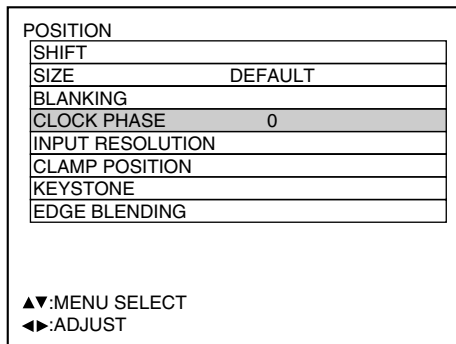 POSITION
SHIFT
SIZE DEFAULT
BLANKING
CLOCK PHASE 0
INPUT RESOLUTION
CLAMP POSITION
KEYSTONE
EDGE BLENDING
▲▼:MENU SELECT
◀▶:ADJUST